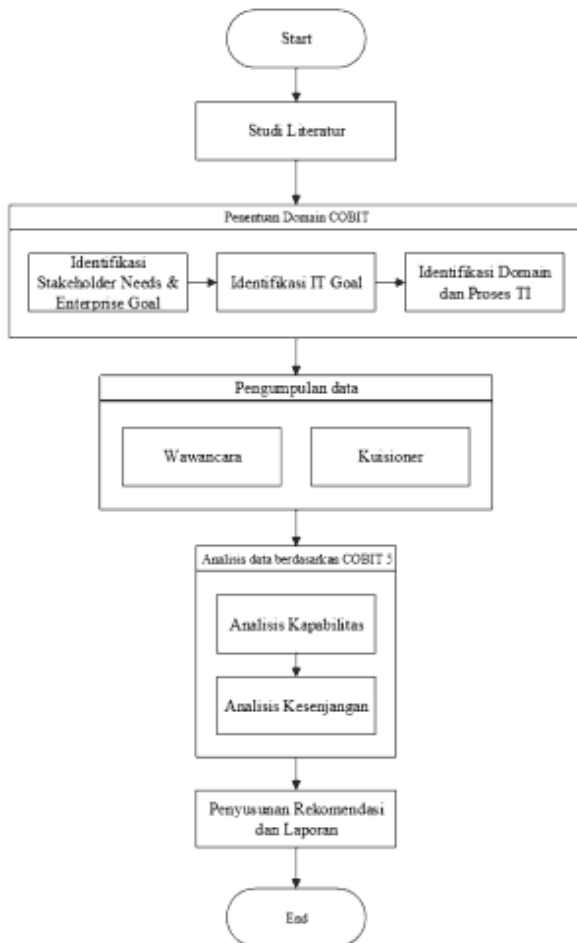 Start
Studi Literatur
Penentuan Domain COBIT
Identifikasi
Stakeholder Needs &
Enterprise Goal
Identifikasi IT Goal
Identifikasi Domain
dan Proses TI
Pengumpulan data
Wawancara
Kuisioner
Analisis data berdasarkan COBIT 5
Analisis Kapabilitas
Analisis Kesenjangan
Penyusunan Rekomendasi
dan Laporan
End